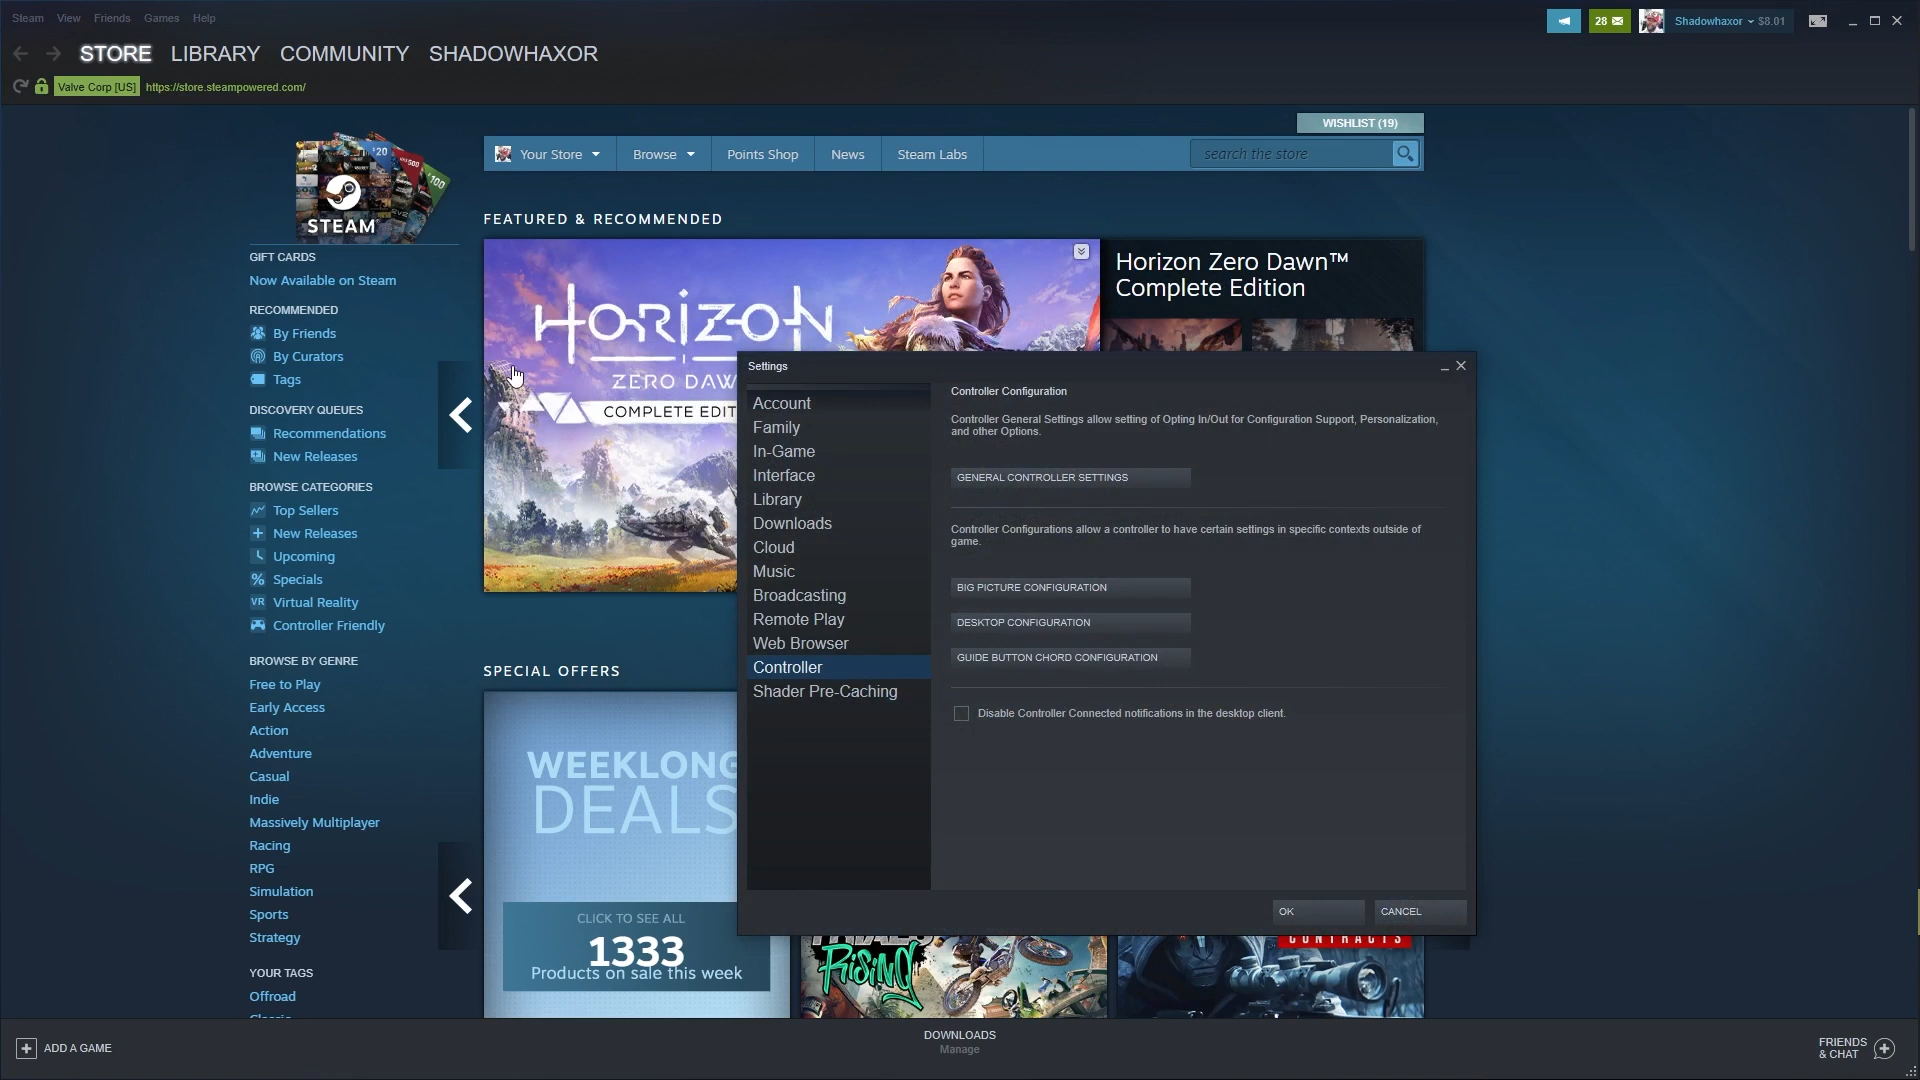 Steam View Friends Games Help
28
Shadowhaxor $8.01
STORE LIBRARY COMMUNITY SHADOWHAXOR
Valve Corp [US] https://store.steampowered.com/
WISHLIST (19)
Your Store Browse Points Shop News Steam Labs
search the store
$20
$500
$100
STEAM
GIFT CARDS
Now Available on Steam
RECOMMENDED
By Friends
By Curators
Tags
DISCOVERY QUEUES
Recommendations
New Releases
BROWSE CATEGORIES
Top Sellers
New Releases
Upcoming
% Specials
VR Virtual Reality
Controller Friendly
BROWSE BY GENRE
Free to Play
Early Access
Action
Adventure
Casual
Indie
Massively Multiplayer
Racing
RPG
Simulation
Sports
Strategy
YOUR TAGS
Offroad
FEATURED & RECOMMENDED
HORIZON
ZERO DAW
COMPLETE EDIT
Horizon Zero Dawn™
Complete Edition
SPECIAL OFFERS
WEEKLONG
DEALS
CLICK TO SEE ALL
1333
Products on sale this week
RISING
CONTRACTS
Settings
Account
Family
In-Game
Interface
Library
Downloads
Cloud
Music
Broadcasting
Remote Play
Web Browser
Controller
Shader Pre-Caching
Controller Configuration
Controller General Settings allow setting of Opting In/Out for Configuration Support, Personalization,
and other Options.
GENERAL CONTROLLER SETTINGS
Controller Configurations allow a controller to have certain settings in specific contexts outside of
game.
BIG PICTURE CONFIGURATION
DESKTOP CONFIGURATION
GUIDE BUTTON CHORD CONFIGURATION
Disable Controller Connected notifications in the desktop client.
OK CANCEL
ADD A GAME
DOWNLOADS
Manage
FRIENDS
& CHAT